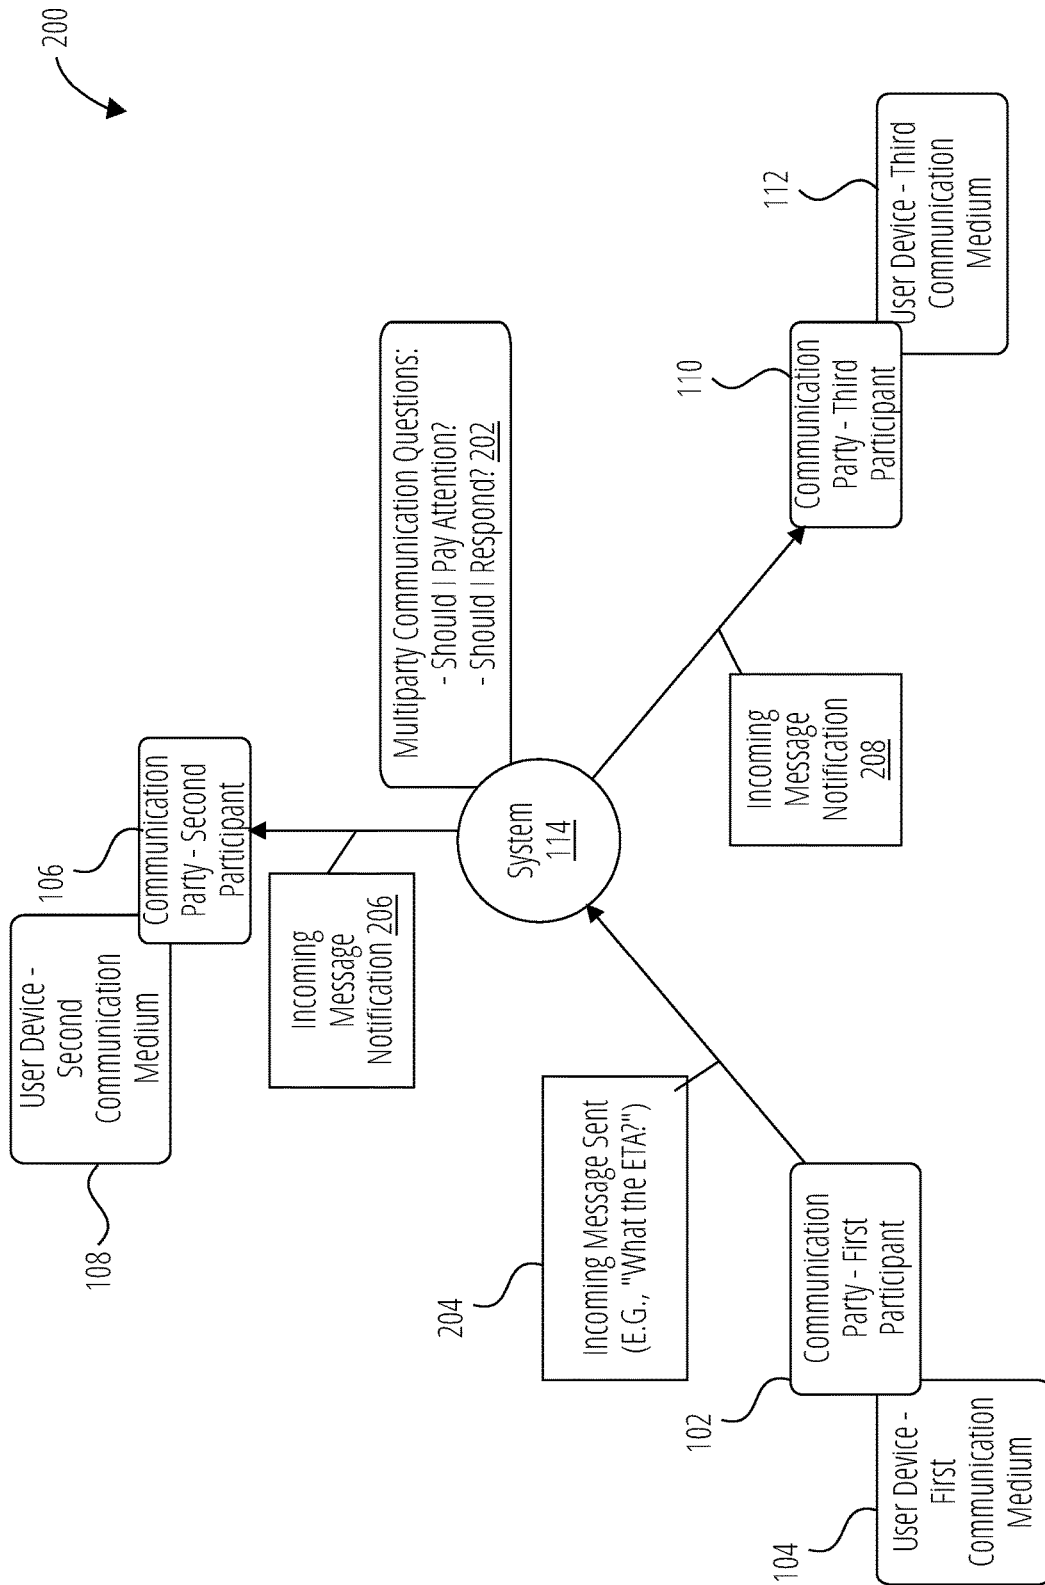 200
User Device -
Second
Communication
Medium
108
106
Communication
Party - Second
Participant
Incoming
Message
Notification 206
Multiparty Communication Questions:
- Should I Pay Attention?
- Should I Respond? 202
System
114
204
Incoming Message Sent
(E.G., "What the ETA?")
102
Communication
Party - First
Participant
104
User Device -
First
Communication
Medium
Incoming
Message
Notification
208
110
Communication
Party - Third
Participant
112
User Device - Third
Communication
Medium